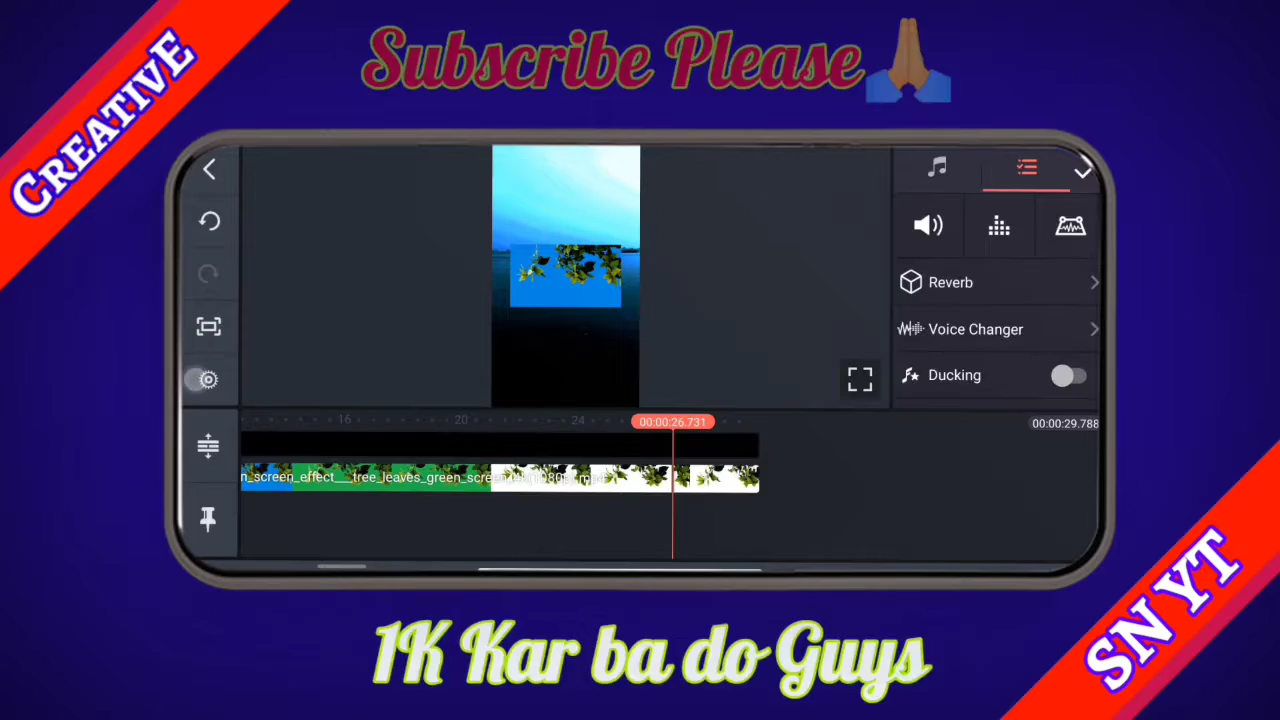 CREATIVE
Subscribe Please🙏
Reverb
Voice Changer
Ducking
16
20
24
00:00:26.731
00:00:29.788
n_screen_effect___tree_leaves_green_screen
1K Kar ba do Guys
SN YT